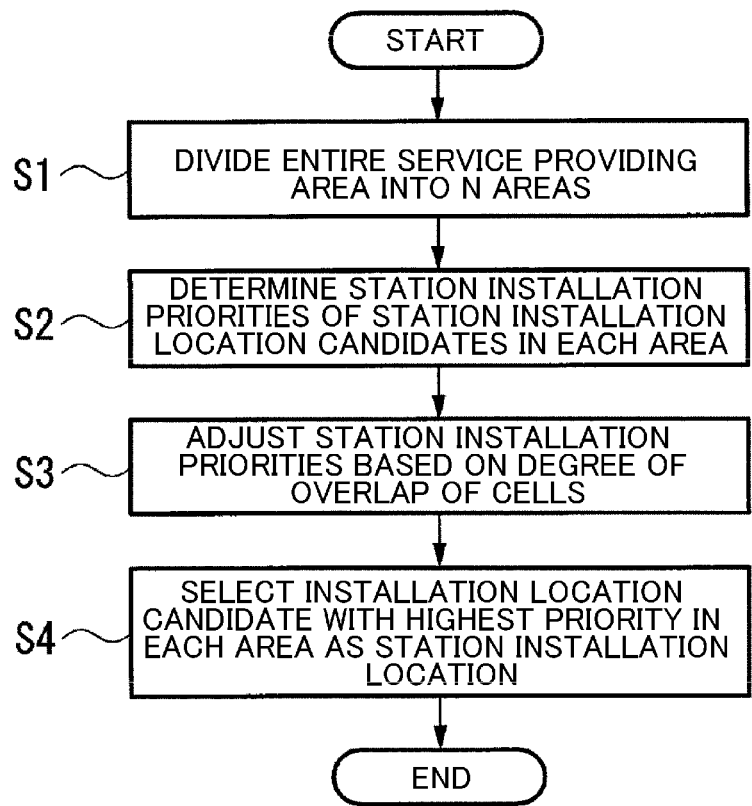 START
S1
DIVIDE ENTIRE SERVICE PROVIDING
AREA INTO N AREAS
S2
DETERMINE STATION INSTALLATION
PRIORITIES OF STATION INSTALLATION
LOCATION CANDIDATES IN EACH AREA
S3
ADJUST STATION INSTALLATION
PRIORITIES BASED ON DEGREE OF
OVERLAP OF CELLS
S4
SELECT INSTALLATION LOCATION
CANDIDATE WITH HIGHEST PRIORITY IN
EACH AREA AS STATION INSTALLATION
LOCATION
END